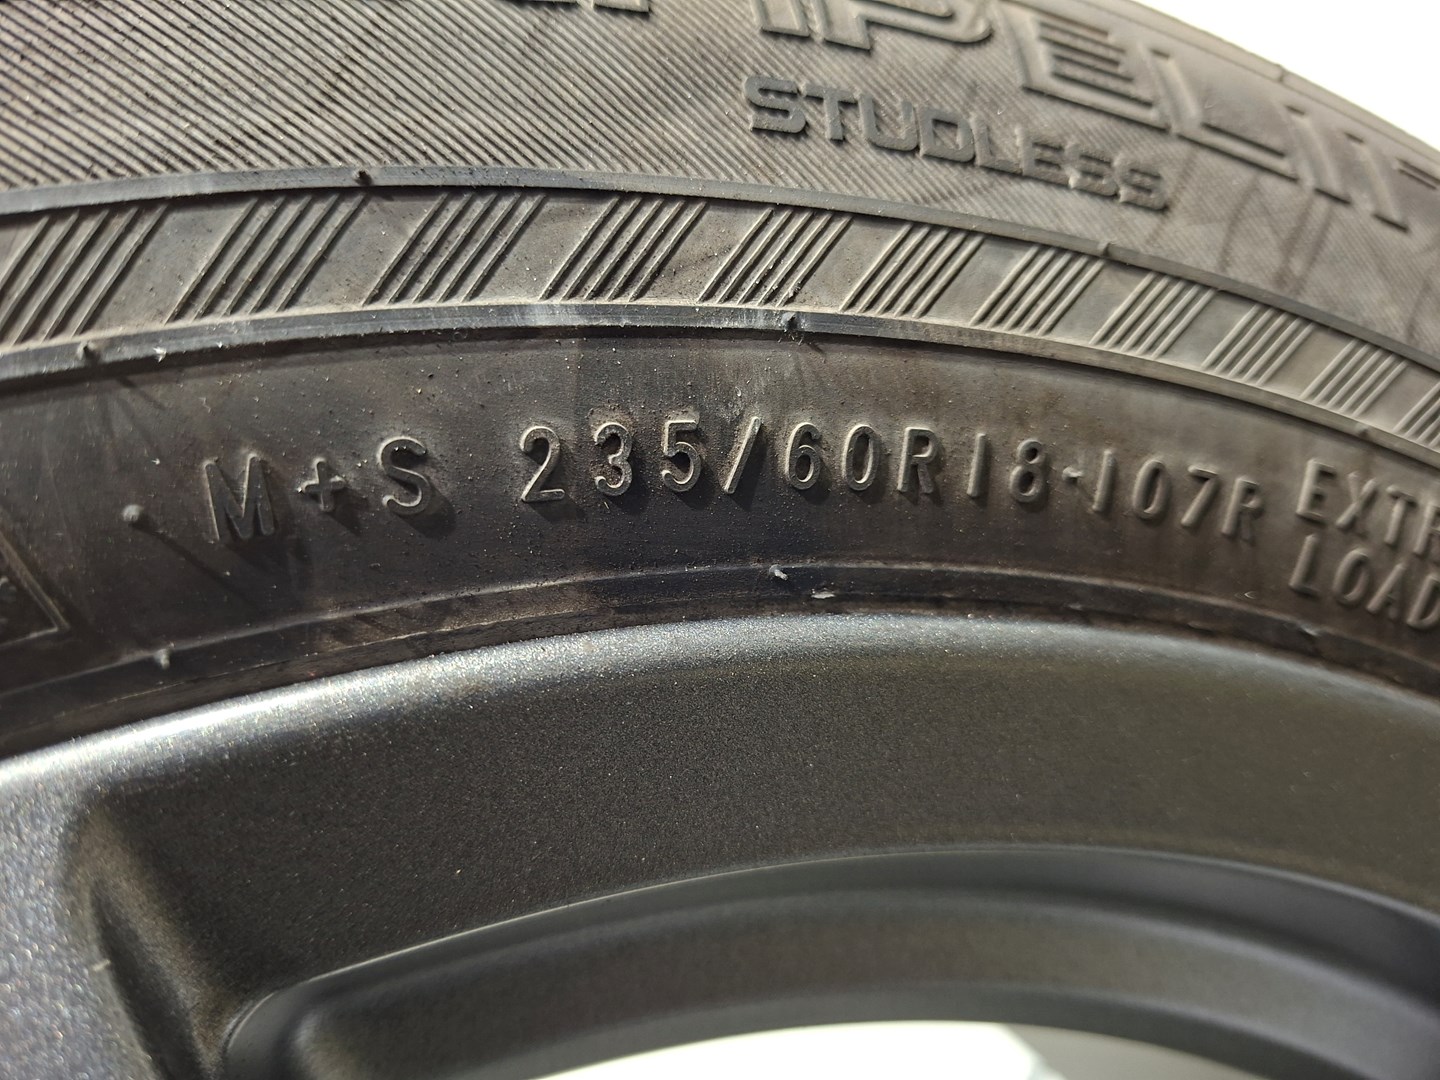 STUDLESS
M+S 235/60R18-107R EXTR
LOAD